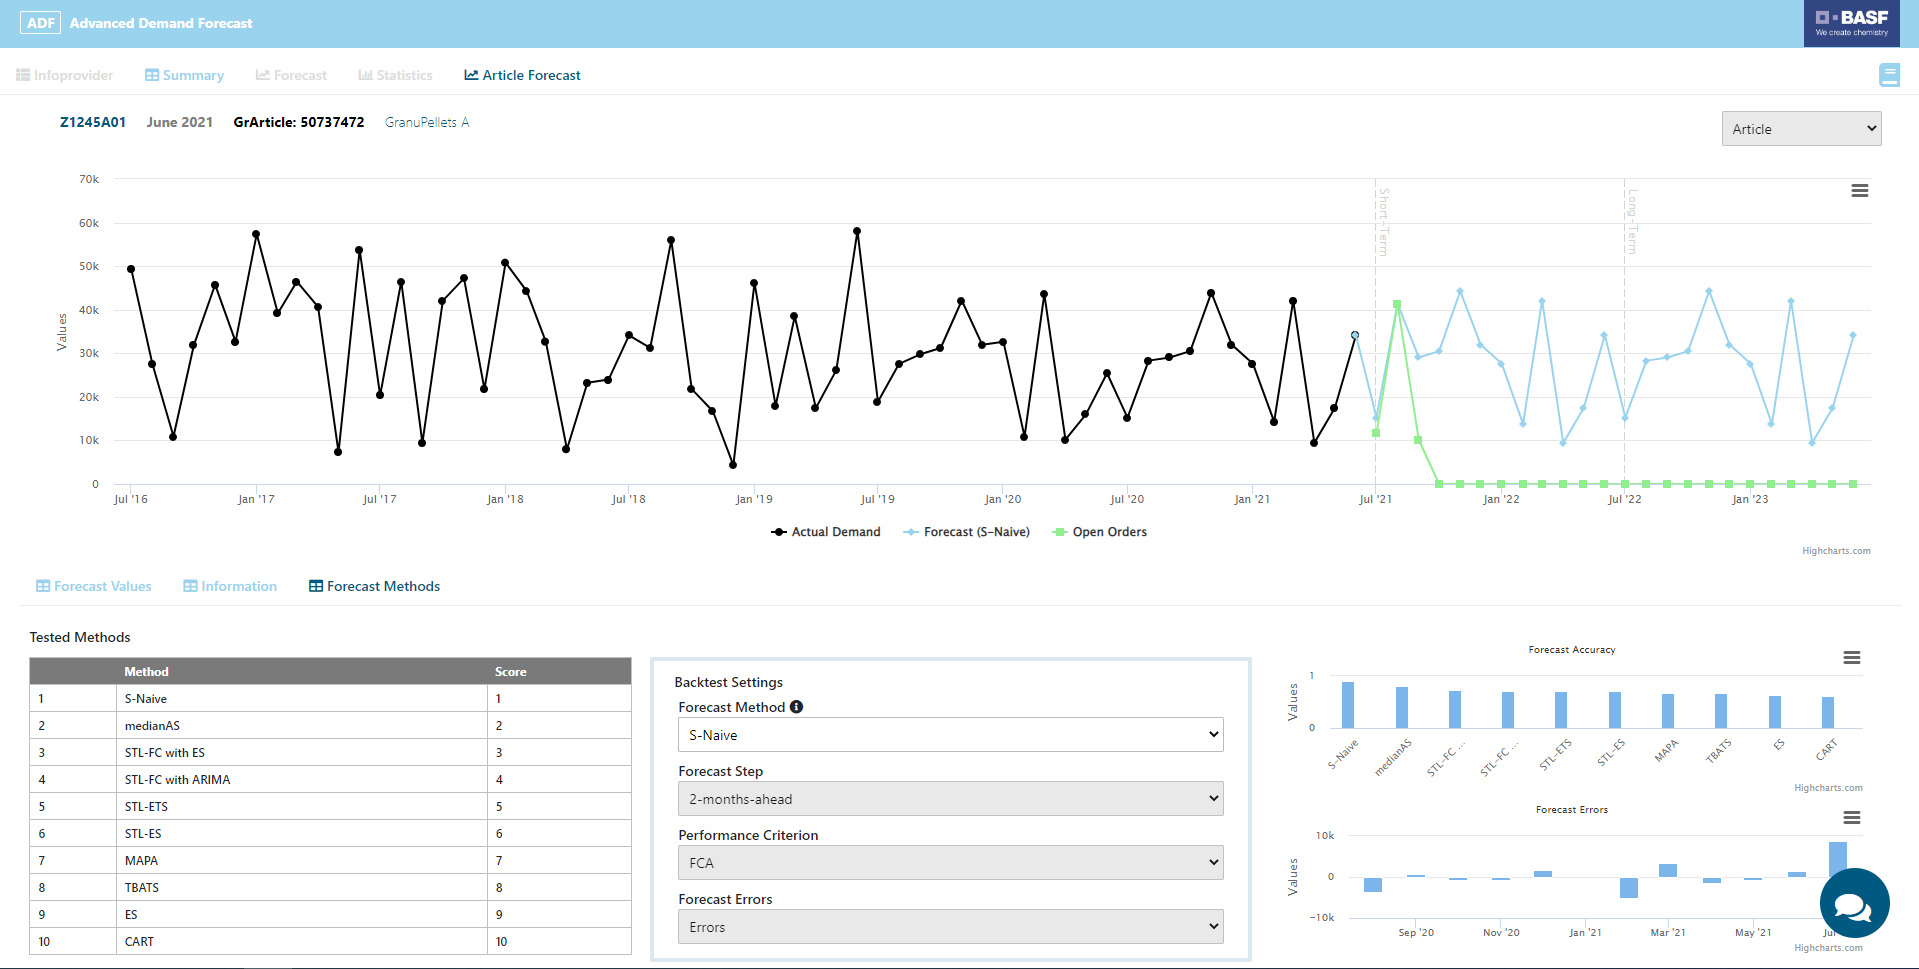 ADF Advanced Demand Forecast
BASF
We create chemistry
Infoprovider Summary Forecast Statistics Article Forecast
Z1245A01 June 2021 GrArticle: 50737472 GranuPellets A
Article
70k
60k
50k
40k
30k
20k
10k
0
Values
Short-Term
Long-Term
Jul '16 Jan '17 Jul '17 Jan '18 Jul '18 Jan '19 Jul '19 Jan '20 Jul '20 Jan '21 Jul '21 Jan '22 Jul '22 Jan '23
Actual Demand Forecast (S-Naive) Open Orders
Highcharts.com
Forecast Values Information Forecast Methods
Tested Methods
Method Score
1 S-Naive 1
2 medianAS 2
3 STL-FC with ES 3
4 STL-FC with ARIMA 4
5 STL-ETS 5
6 STL-ES 6
7 MAPA 7
8 TBATS 8
9 ES 9
10 CART 10
Backtest Settings
Forecast Method
S-Naive
Forecast Step
2-months-ahead
Performance Criterion
FCA
Forecast Errors
Errors
Forecast Accuracy
Values
1
0
S-Naive medianAS STL-FC ... STL-FC ... STL-ETS STL-ES MAPA TBATS ES CART
Highcharts.com
Forecast Errors
Values
10k
0
-10k
Sep '20 Nov '20 Jan '21 Mar '21 May '21
Highcharts.com